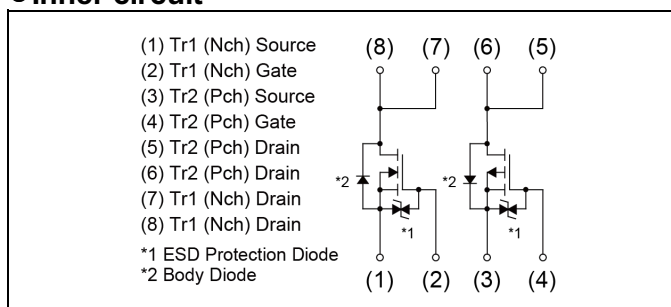 Inner circuit
(1) Tr1 (Nch) Source
(2) Tr1 (Nch) Gate
(3) Tr2 (Pch) Source
(4) Tr2 (Pch) Gate
(5) Tr2 (Pch) Drain
(6) Tr2 (Pch) Drain
(7) Tr1 (Nch) Drain
(8) Tr1 (Nch) Drain
*1 ESD Protection Diode
*2 Body Diode
(8) (7) (6) (5)
*2 *2
*1 *1
(1) (2) (3) (4)